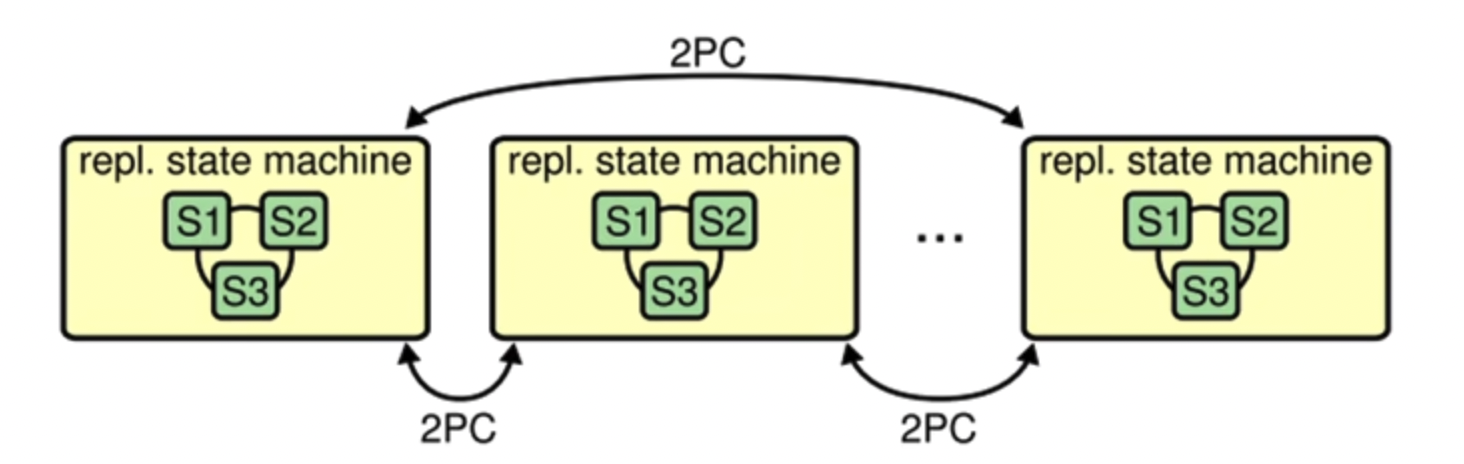 2PC
repl. state machine
S1 S2
S3
repl. state machine
S1 S2
S3
...
repl. state machine
S1 S2
S3
2PC
2PC